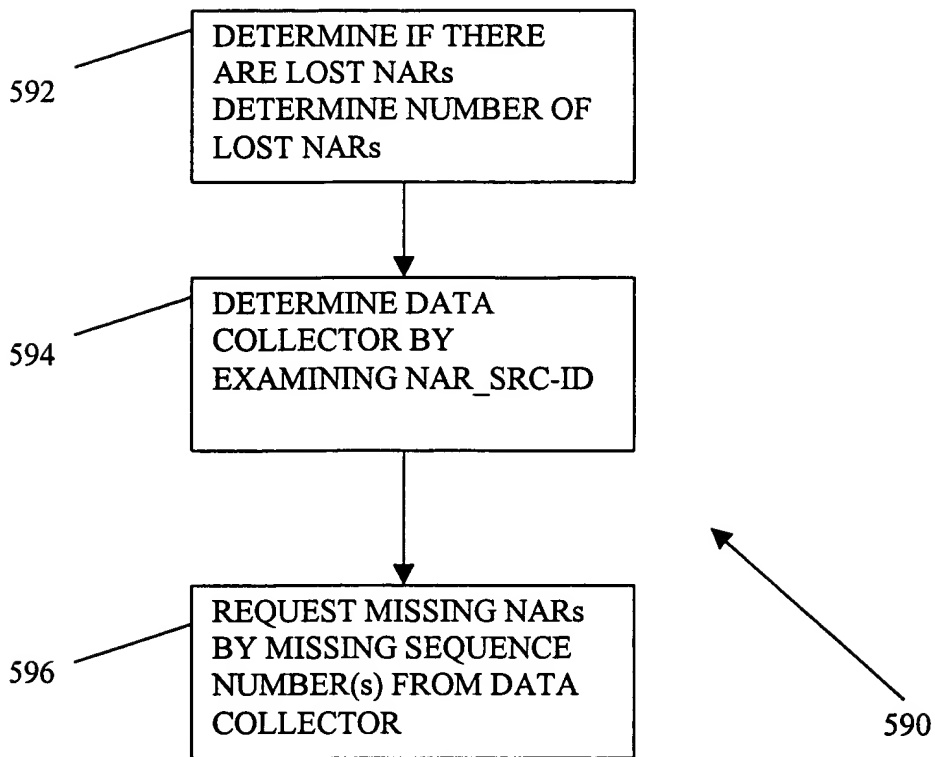 DETERMINE IF THERE
ARE LOST NARs
DETERMINE NUMBER OF
LOST NARs
592
DETERMINE DATA
COLLECTOR BY
EXAMINING NAR_SRC-ID
594
REQUEST MISSING NARs
BY MISSING SEQUENCE
NUMBER(s) FROM DATA
COLLECTOR
596
590